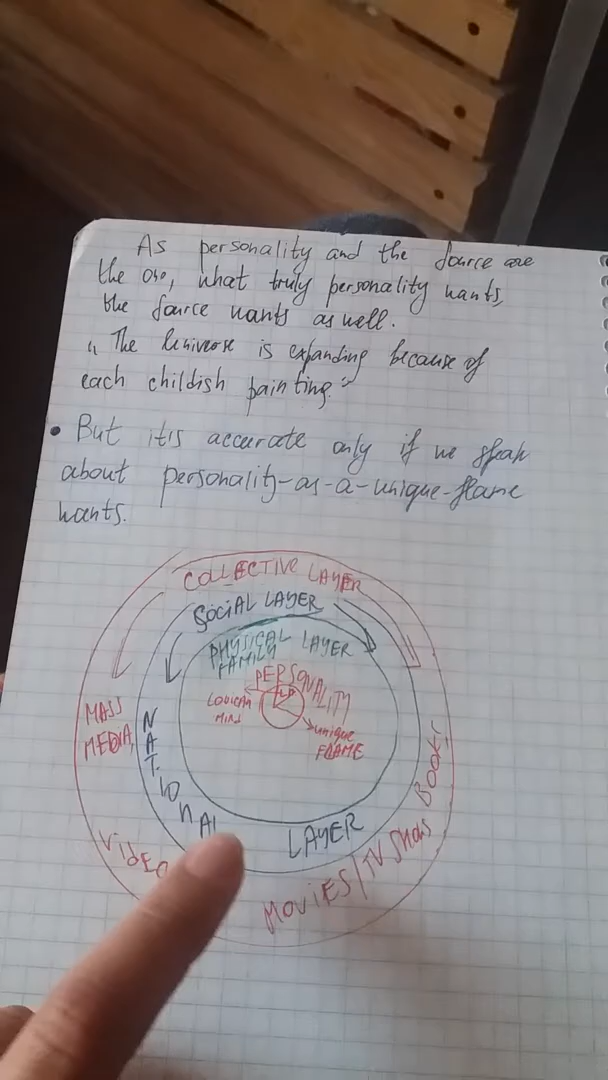 As personality and the Source are
the one, what truly personality wants,
the Source wants as well.
"The Universe is expanding because of
each childish painting."
• But it is accurate only if we speak
about personality-as-a-unique-flame
wants.
COLLECTIVE LAYER
SOCIAL LAYER
PHYSICAL LAYER
FAMILY
PERSONALITY
LOGICAL
MIND
UNIQUE
FLAME
MASS
MEDIA,
NATIONAL LAYER
VIDEO
MOVIES/TV SHOWS
BOOKS